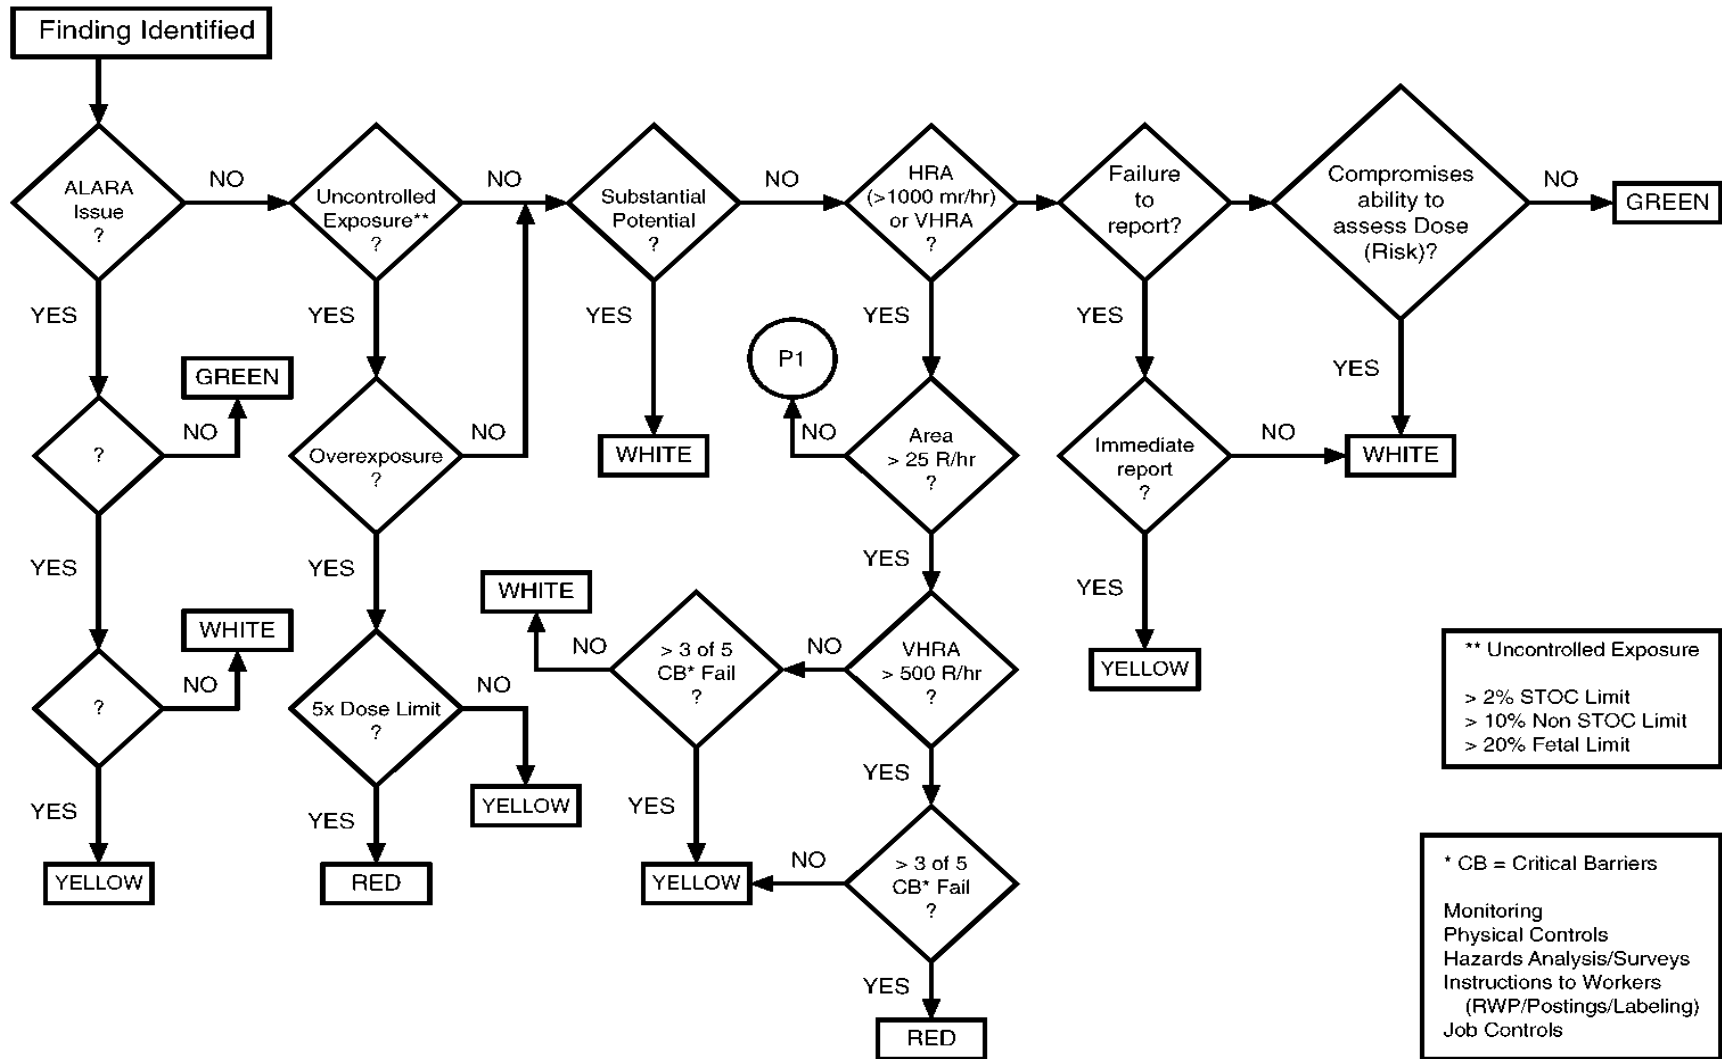 Finding Identified
ALARA
Issue
?
NO
Uncontrolled
Exposure**
?
NO
Substantial
Potential
?
NO
HRA
(>1000 mr/hr)
or VHRA
?
Failure
to
report?
Compromises
ability to
assess Dose
(Risk)?
NO
GREEN
YES
YES
YES
YES
YES
YES
GREEN
P1
?
NO
Overexposure
?
NO
WHITE
NO
Area
> 25 R/hr
?
Immediate
report
?
NO
WHITE
YES
YES
YES
YES
WHITE
WHITE
YELLOW
?
NO
5x Dose Limit
?
NO
NO
> 3 of 5
CB* Fail
?
NO
VHRA
> 500 R/hr
?
** Uncontrolled Exposure
> 2% STOC Limit
> 10% Non STOC Limit
> 20% Fetal Limit
YES
YES
YELLOW
YES
YES
YELLOW
RED
YELLOW
NO
> 3 of 5
CB* Fail
?
YES
RED
* CB = Critical Barriers
Monitoring
Physical Controls
Hazards Analysis/Surveys
Instructions to Workers
(RWP/Postings/Labeling)
Job Controls